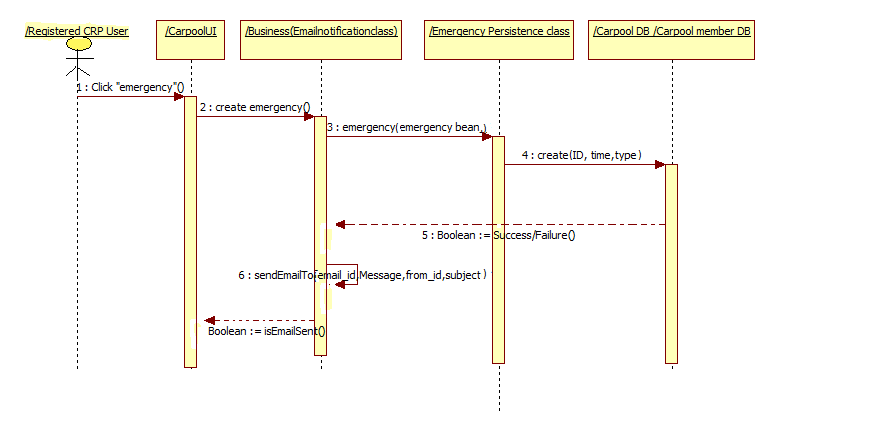 /Registered CRP User
/CarpoolUI
/Business(Emailnotificationclass)
/Emergency Persistence class
/Carpool DB /Carpool member DB
1 : Click "emergency"()
2 : create emergency()
3 : emergency(emergency bean,)
4 : create(ID, time,type)
5 : Boolean := Success/Failure()
6 : sendEmailTo(email_id,Message,from_id,subject )
Boolean := isEmailSent()